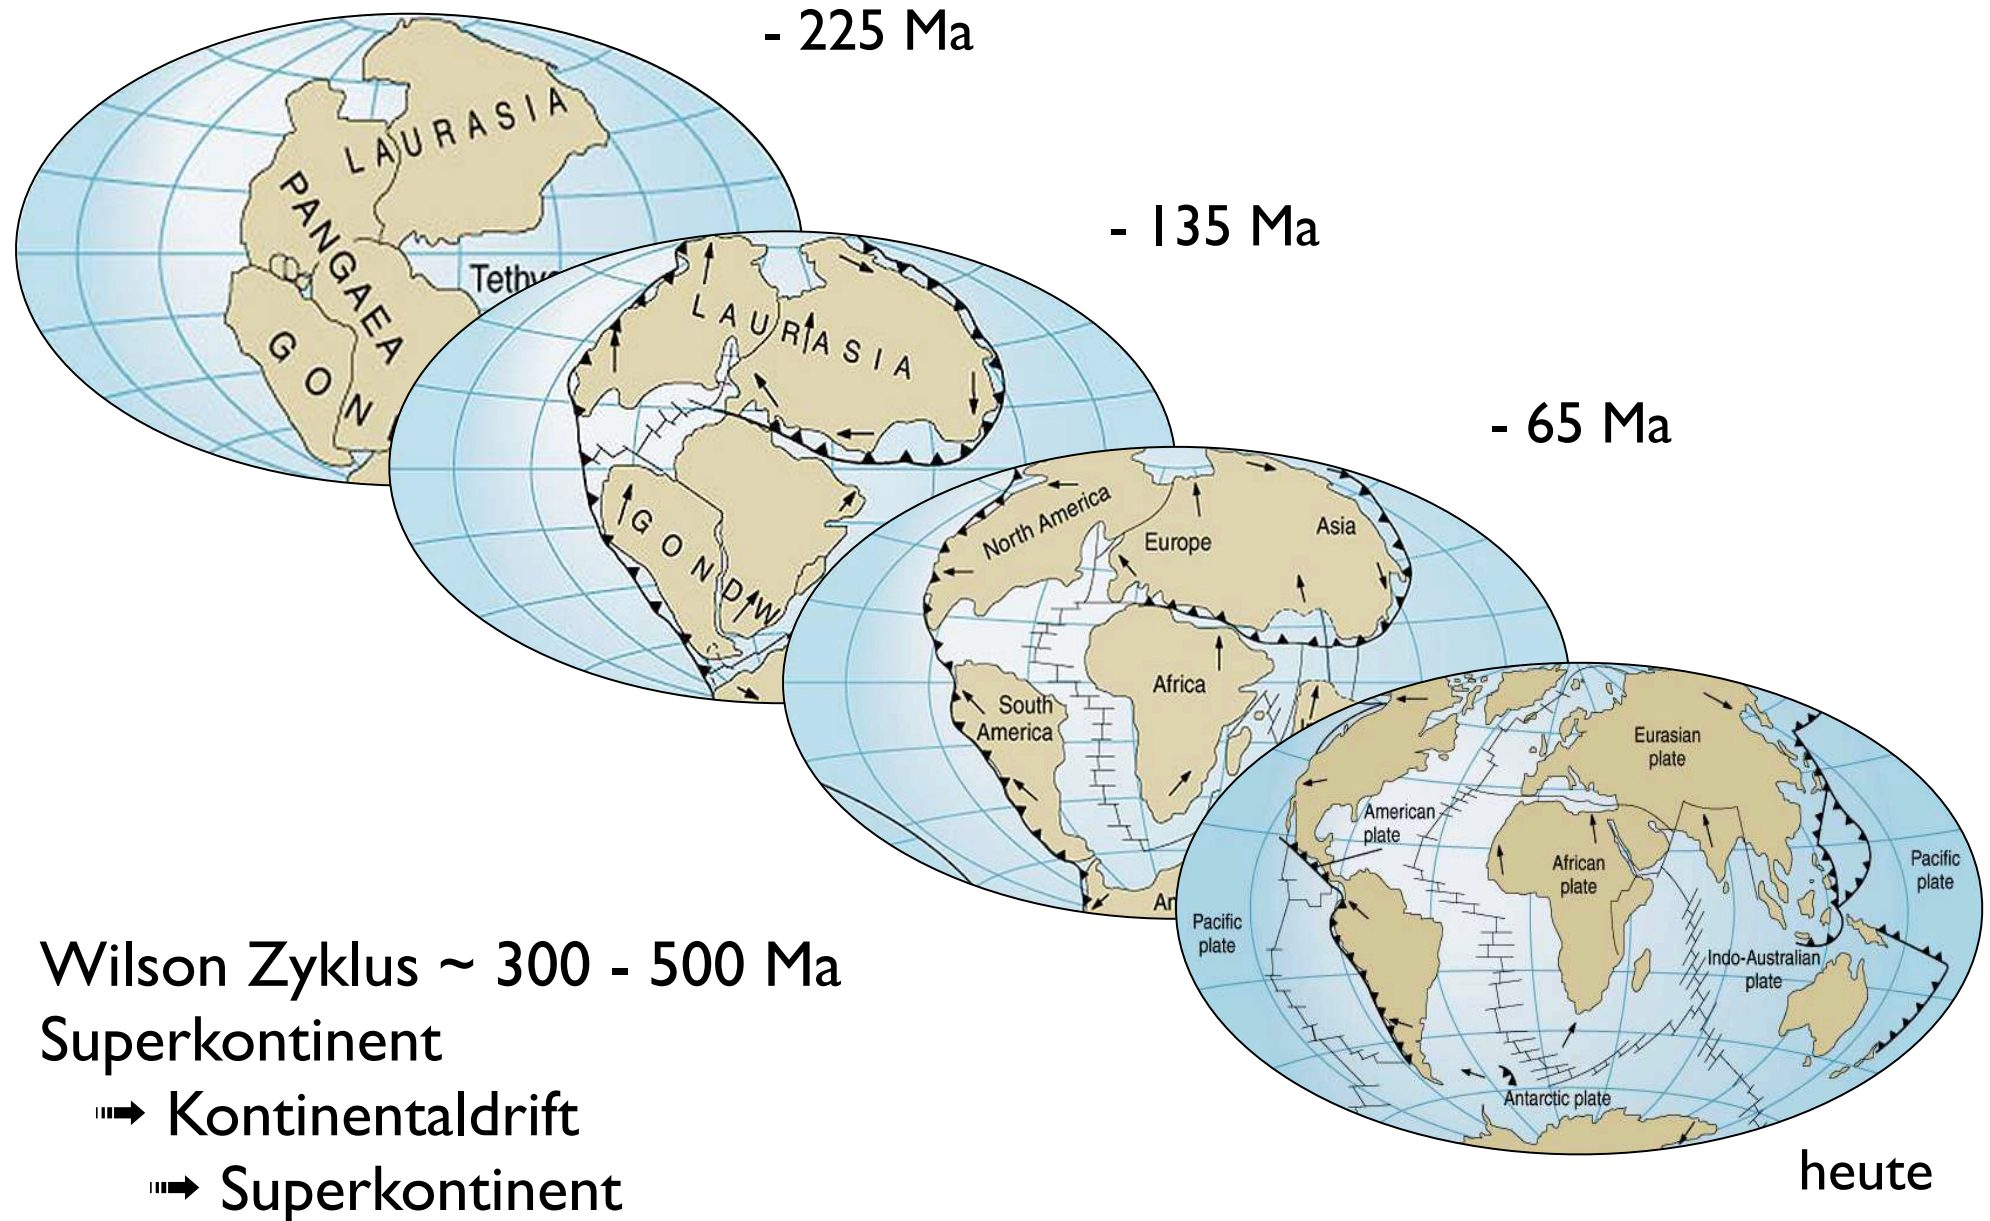 - 225 Ma
LAURASIA
PANGAEA
Tethy
GON
- 135 Ma
LAURASIA
GONDW
- 65 Ma
North America
Europe
Asia
Africa
South
America
An
Eurasian
plate
American
plate
African
plate
Pacific
plate
Pacific
plate
Indo-Australian
plate
Antarctic plate
heute
Wilson Zyklus ~ 300 - 500 Ma
Superkontinent
➟ Kontinentaldrift
➟ Superkontinent